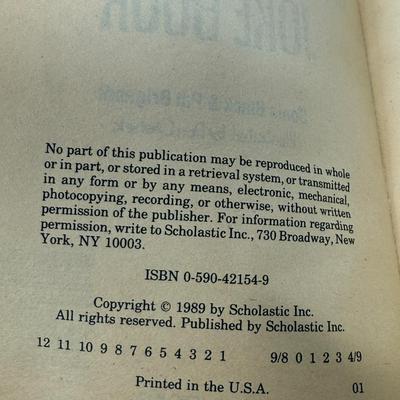 No part of this publication may be reproduced in whole
or in part, or stored in a retrieval system, or transmitted
in any form or by any means, electronic, mechanical,
photocopying, recording, or otherwise, without written
permission of the publisher. For information regarding
permission, write to Scholastic Inc., 730 Broadway, New
York, NY 10003.
ISBN 0-590-42154-9
Copyright © 1989 by Scholastic Inc.
All rights reserved. Published by Scholastic Inc.
12 11 10 9 8 7 6 5 4 3 2 1 9/8 0 1 2 3 4/9
Printed in the U.S.A. 01